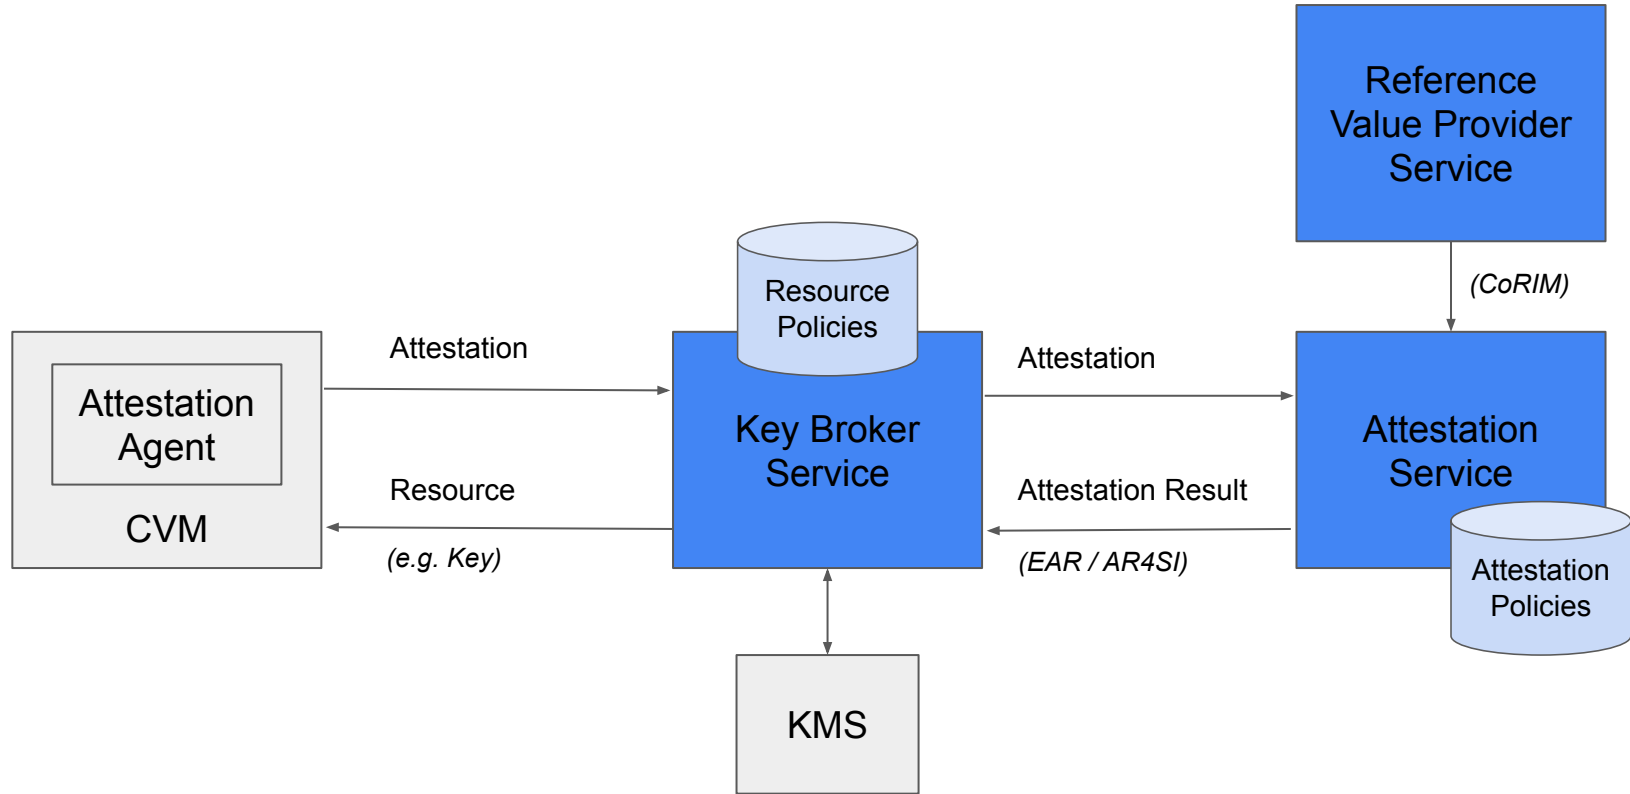 Reference
Value Provider
Service
(CoRIM)
Resource
Policies
Attestation
Attestation
Agent
CVM
Resource
(e.g. Key)
Key Broker
Service
Attestation
Attestation Result
(EAR / AR4SI)
Attestation
Service
Attestation
Policies
KMS